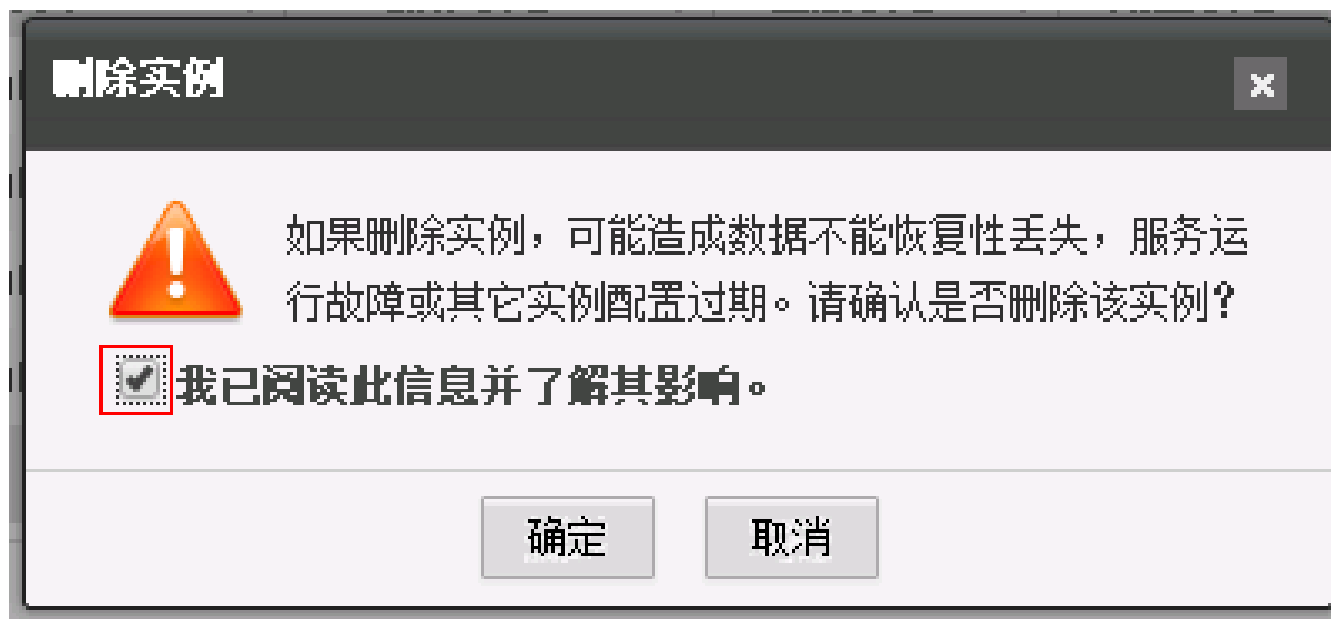 删除实例
如果删除实例，可能造成数据不能恢复性丢失，服务运
行故障或其它实例配置过期。请确认是否删除该实例？
我已阅读此信息并了解其影响。
确定 取消